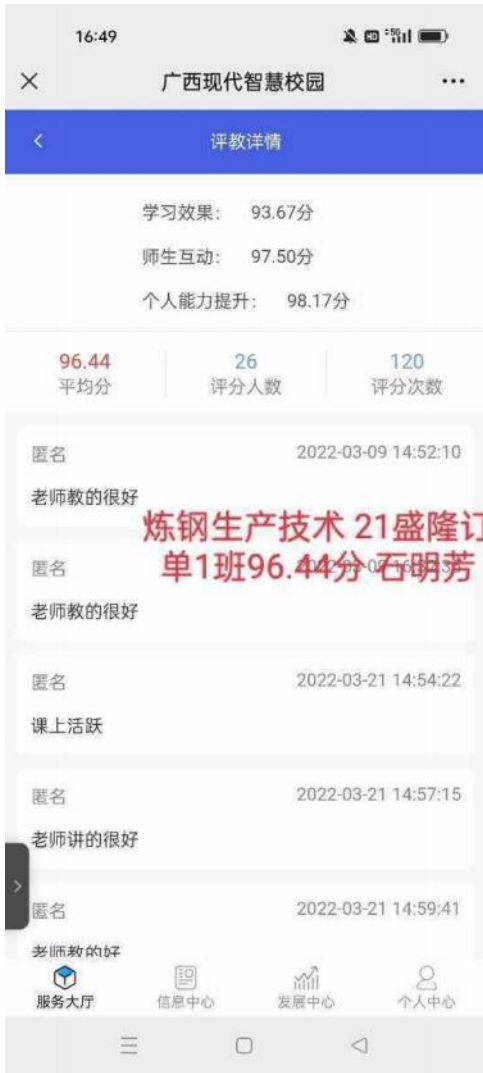 16:49
广西现代智慧校园
评教详情
学习效果: 93.67分
师生互动: 97.50分
个人能力提升: 98.17分
96.44 26 120
平均分 评分人数 评分次数
匿名 2022-03-09 14:52:10
老师教的很好
炼钢生产技术 21盛隆订
单1班96.44分 石明芳
匿名
老师教的很好
匿名 2022-03-21 14:54:22
课上活跃
匿名 2022-03-21 14:57:15
老师讲的很好
匿名 2022-03-21 14:59:41
老师教的好
服务大厅 信息中心 发展中心 个人中心